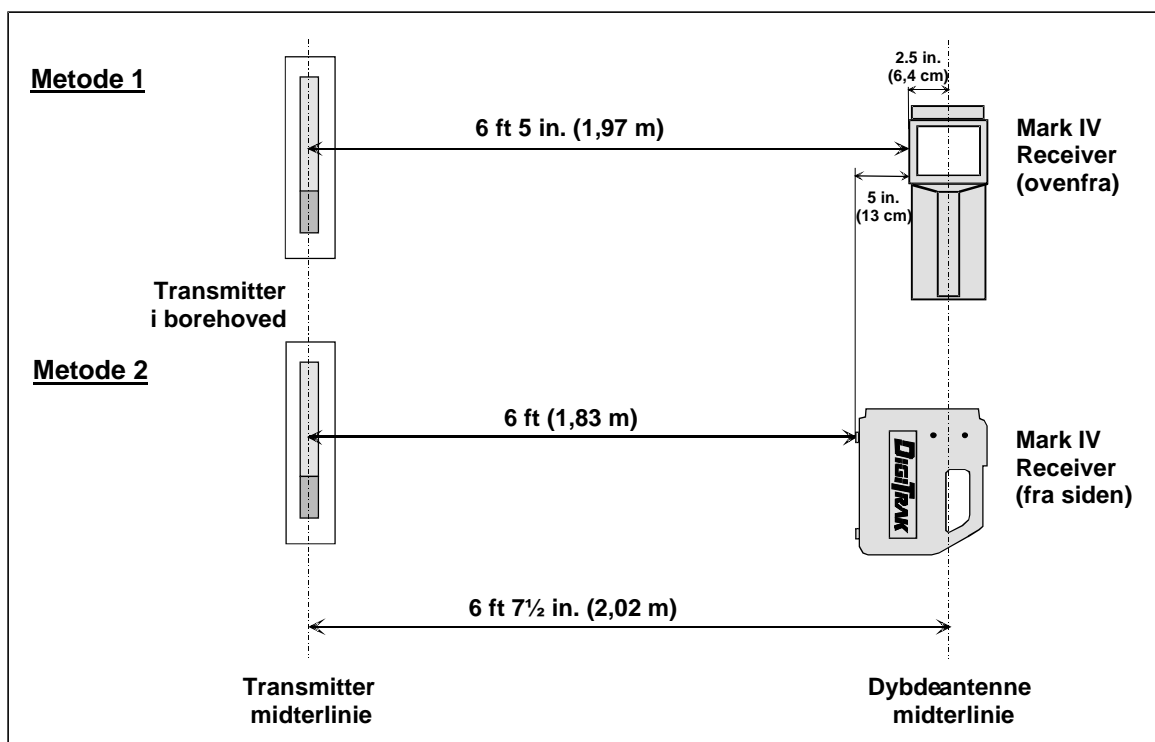 Metode 1
2.5 in.
(6,4 cm)
6 ft 5 in. (1,97 m)
Mark IV
Receiver
(ovenfra)
5 in.
(13 cm)
Transmitter
i borehoved
Metode 2
6 ft (1,83 m)
DIGITRAK
Mark IV
Receiver
(fra siden)
6 ft 7½ in. (2,02 m)
Transmitter
midterlinie
Dybdeantenne
midterlinie